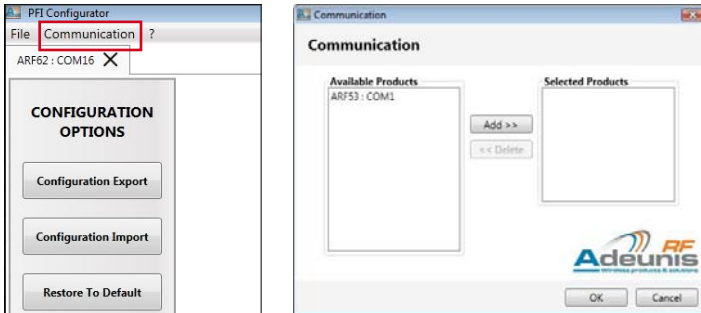 PFI Configurator
File Communication ?
ARF62 : COM16
CONFIGURATION
OPTIONS
Configuration Export
Configuration Import
Restore To Default
Communication
Communication
Available Products
Selected Products
ARF53 : COM1
Add >>
<< Delete
Adeunis RF
Wireless products & solutions
OK Cancel